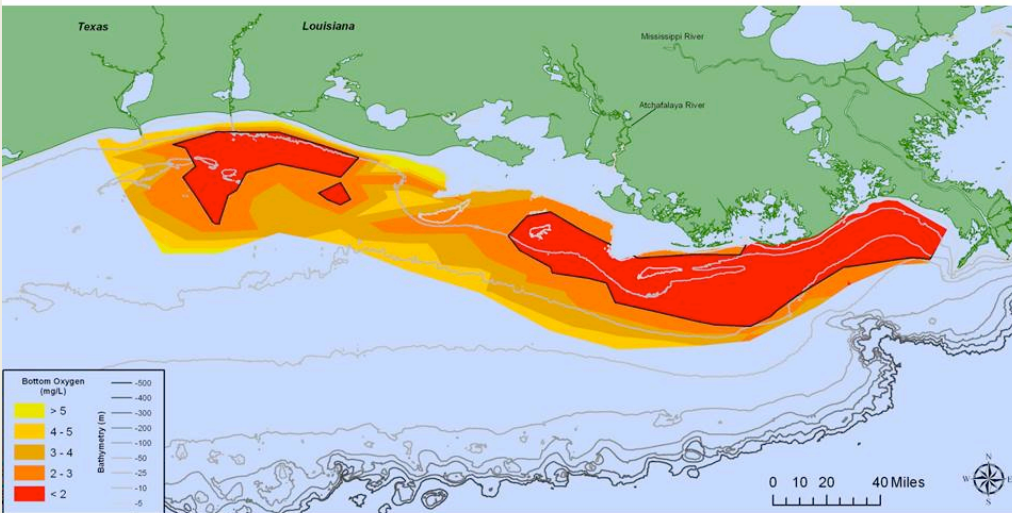 Texas
Louisiana
Mississippi River
Atchafalaya River
Bottom Oxygen
(mg/L)
> 5
4 - 5
3 - 4
2 - 3
< 2
Bathymetry (m)
-500
-400
-300
-200
-100
-50
-25
-10
-5
0 10 20 40 Miles
N
W
E
S